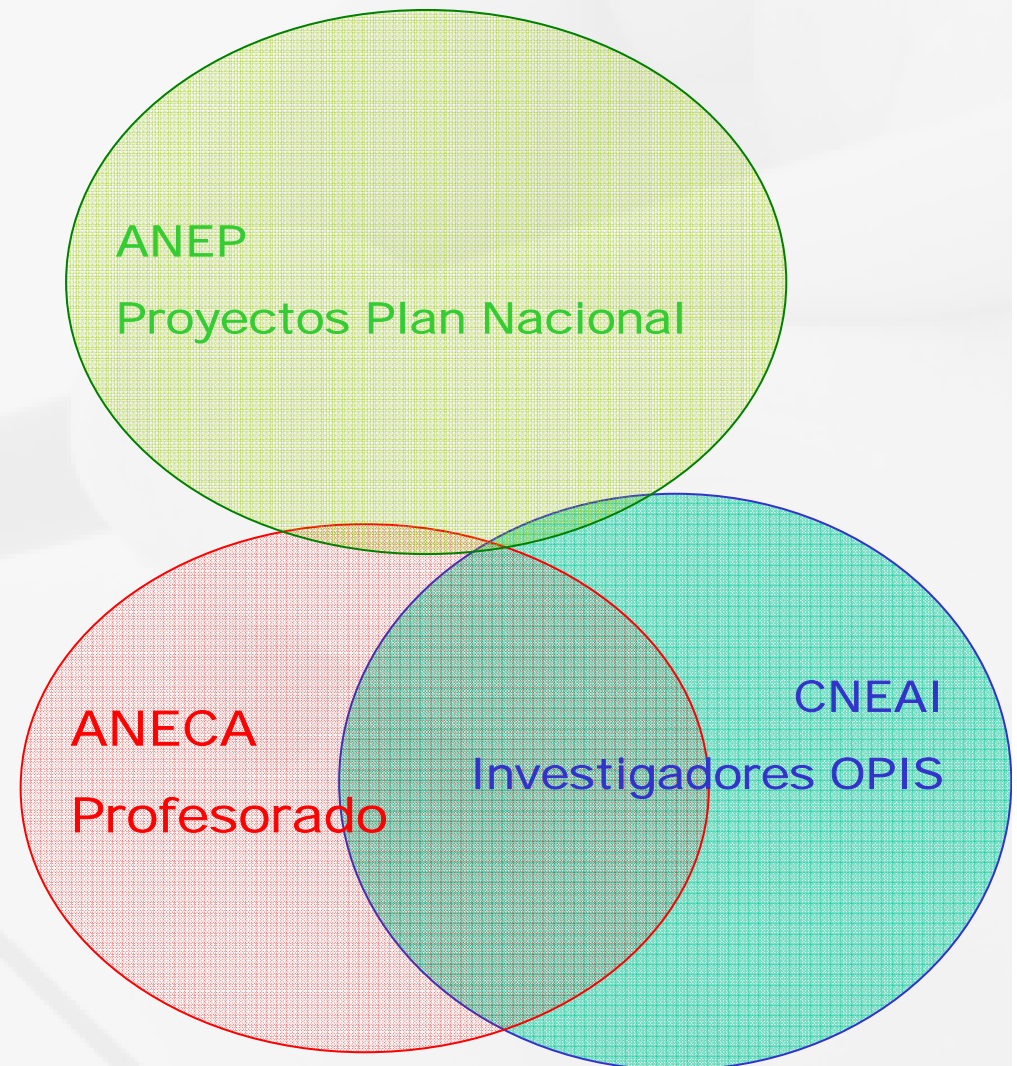 ANEP
Proyectos Plan Nacional
ANECA
Profesorado
CNEAI
Investigadores OPIS